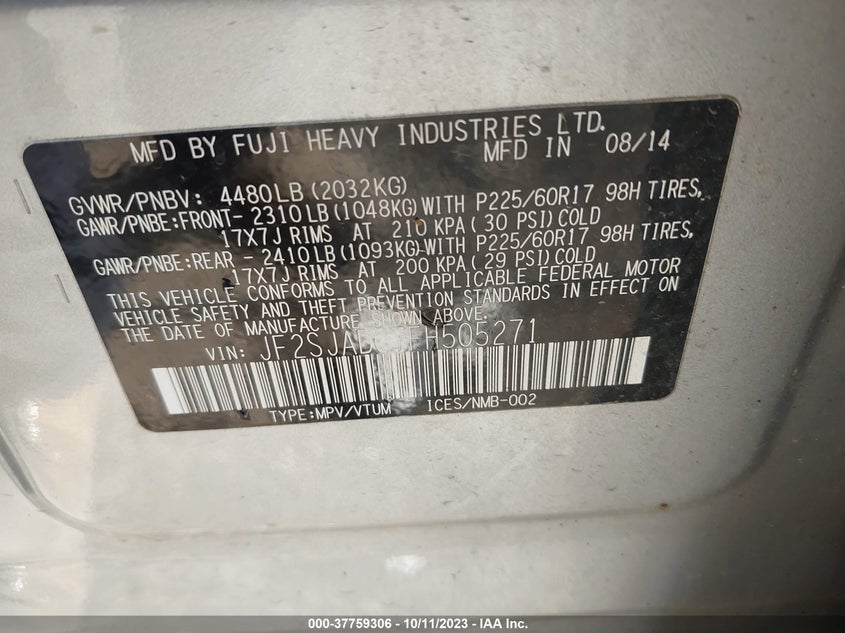 MFD BY FUJI HEAVY INDUSTRIES LTD.
MFD IN 08/14
GVWR/PNBV: 4480LB(2032KG)
GAWR/PNBE:FRONT- 2310LB(1048KG)WITH P225/60R17 98H TIRES,
17X7J RIMS AT 210KPA(30 PSI)COLD
GAWR/PNBE:REAR - 2410LB(1093KG)WITH P225/60R17 98H TIRES,
17X7J RIMS AT 200KPA(29 PSI)COLD
THIS VEHICLE CONFORMS TO ALL APPLICABLE FEDERAL MOTOR
VEHICLE SAFETY AND THEFT PREVENTION STANDARDS IN EFFECT ON
THE DATE OF MANUFACTURE SHOWN ABOVE.
VIN:
TYPE:MPV/VTUM ICES/NMB-002
000-37759306 - 10/11/2023 - IAA Inc.